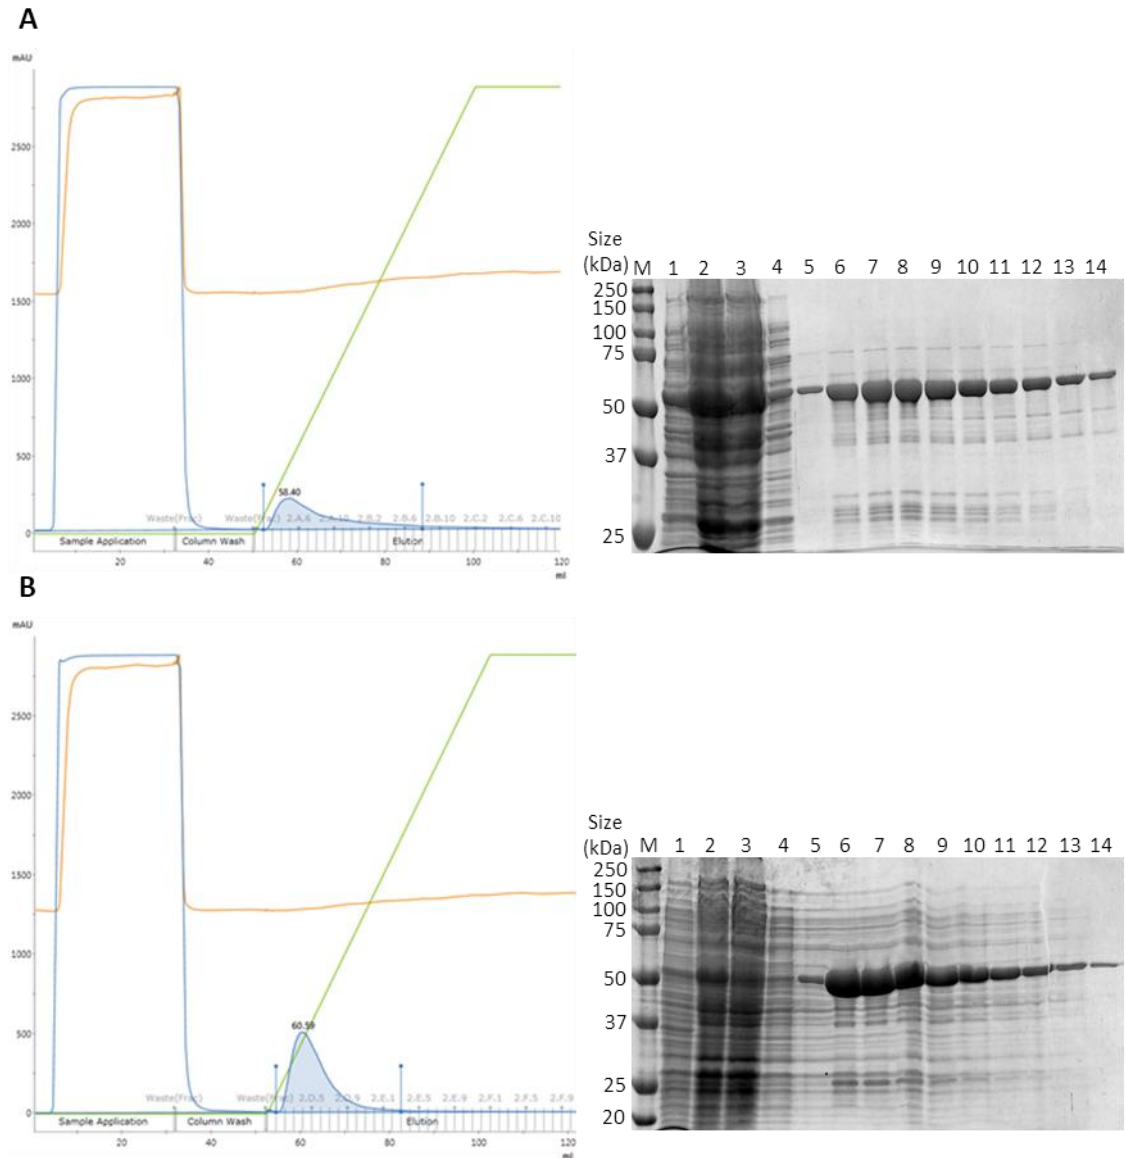 A
mAU
2500
2000
1500
1000
500
0
58.40
Waste(Frac) Waste(Frac) 2.A.6 2.A.10 2.B.2 2.B.6 2.B.10 2.C.2 2.C.6 2.C.10
Sample Application Column Wash Elution
20 40 60 80 100 120
ml
Size
(kDa) M 1 2 3 4 5 6 7 8 9 10 11 12 13 14
250
150
100
75
50
37
25
B
mAU
2500
2000
1500
1000
500
0
60.59
Waste(Frac) Waste(Frac) 2.D.5 2.D.9 2.E.1 2.E.5 2.E.9 2.F.1 2.F.5 2.F.9
Sample Application Column Wash Elution
20 40 60 80 100 120
ml
Size
(kDa) M 1 2 3 4 5 6 7 8 9 10 11 12 13 14
250
150
100
75
50
37
25
20